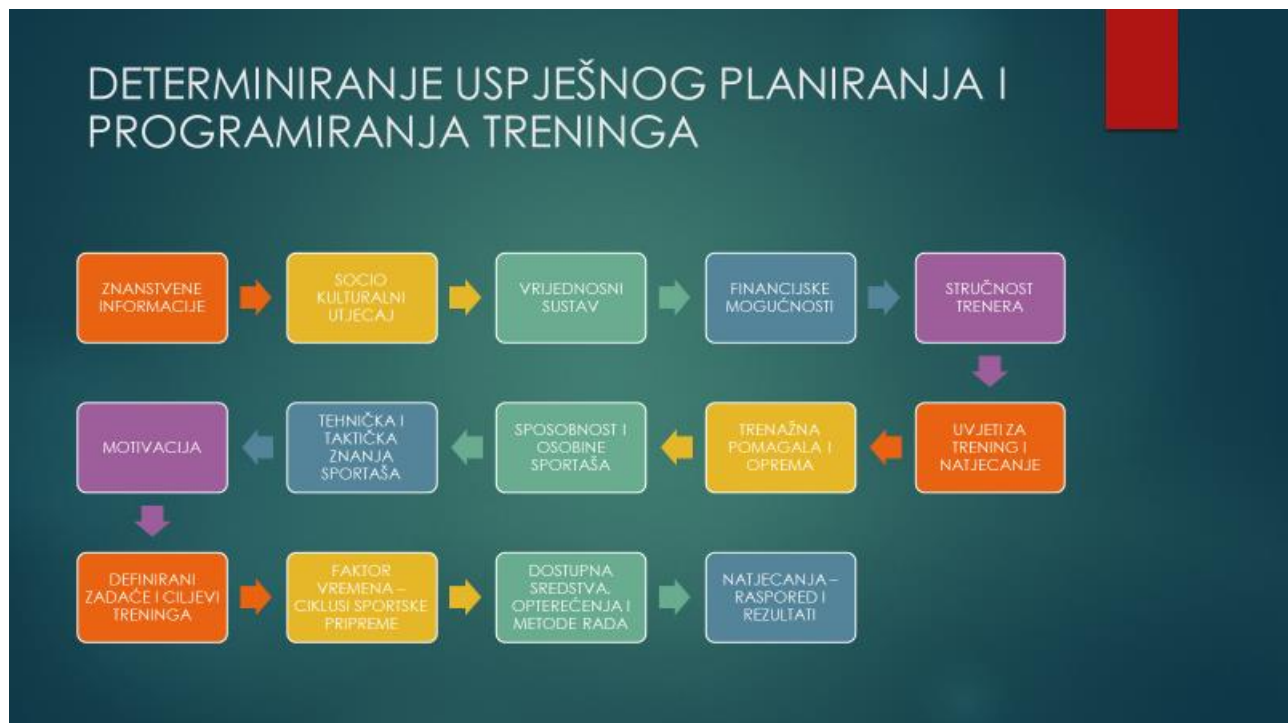 DETERMINIRANJE USPJEŠNOG PLANIRANJA I
PROGRAMIRANJA TRENINGA
ZNANSTVENE
INFORMACIJE
SOCIO
KULTURALNI
UTJECAJ
VRIJEDNOSNI
SUSTAV
FINANCIJSKE
MOGUĆNOSTI
STRUČNOST
TRENERA
UVJETI ZA
TRENING I
NATJECANJE
TRENAŽNA
POMAGALA I
OPREMA
SPOSOBNOST I
OSOBINE
SPORTAŠA
TEHNIČKA I
TAKTIČKA
ZNANJA
SPORTAŠA
MOTIVACIJA
DEFINIRANI
ZADAĆE I CILJEVI
TRENINGA
FAKTOR
VREMENA –
CIKLUSI SPORTSKE
PRIPREME
DOSTUPNA
SREDSTVA,
OPTEREĆENJA I
METODE RADA
NATJECANJA –
RASPORED I
REZULTATI